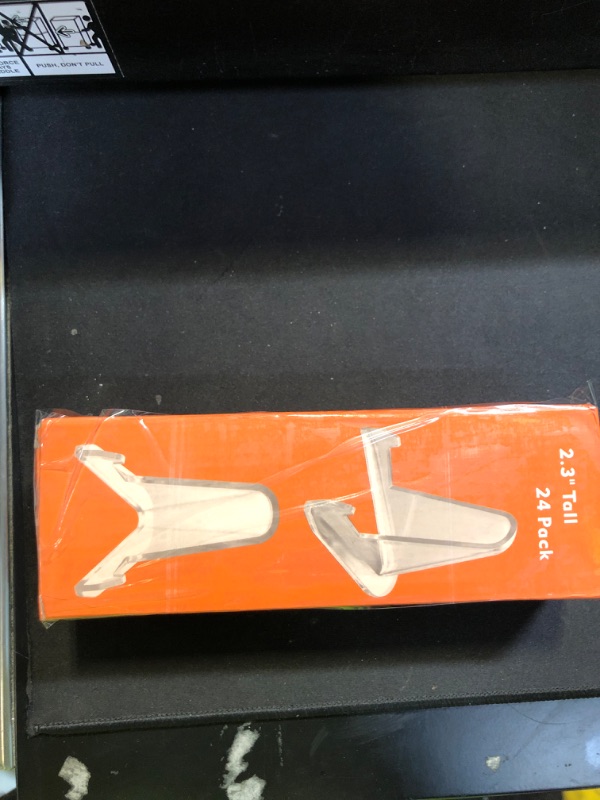 PUSH, DON'T PULL
2.3" Tall
24 Pack